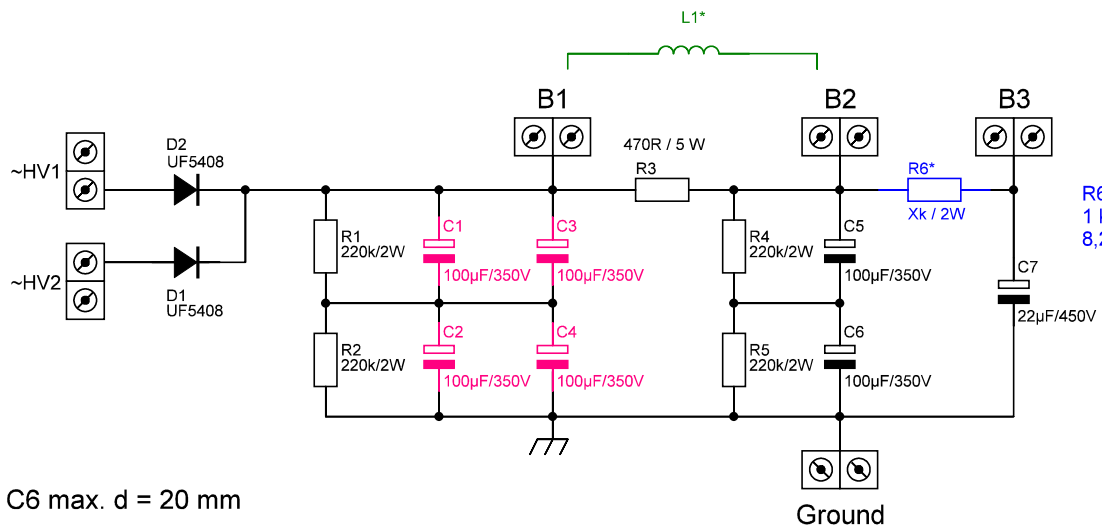 L1*
B1
B2
B3
~HV1
D2
UF5408
470R / 5 W
R3
R6*
Xk / 2W
R6
1 k
8,2
R1
220k/2W
C1
100µF/350V
C3
100µF/350V
R4
220k/2W
C5
100µF/350V
C7
22µF/450V
~HV2
D1
UF5408
R2
220k/2W
C2
100µF/350V
C4
100µF/350V
R5
220k/2W
C6
100µF/350V
C6 max. d = 20 mm
Ground